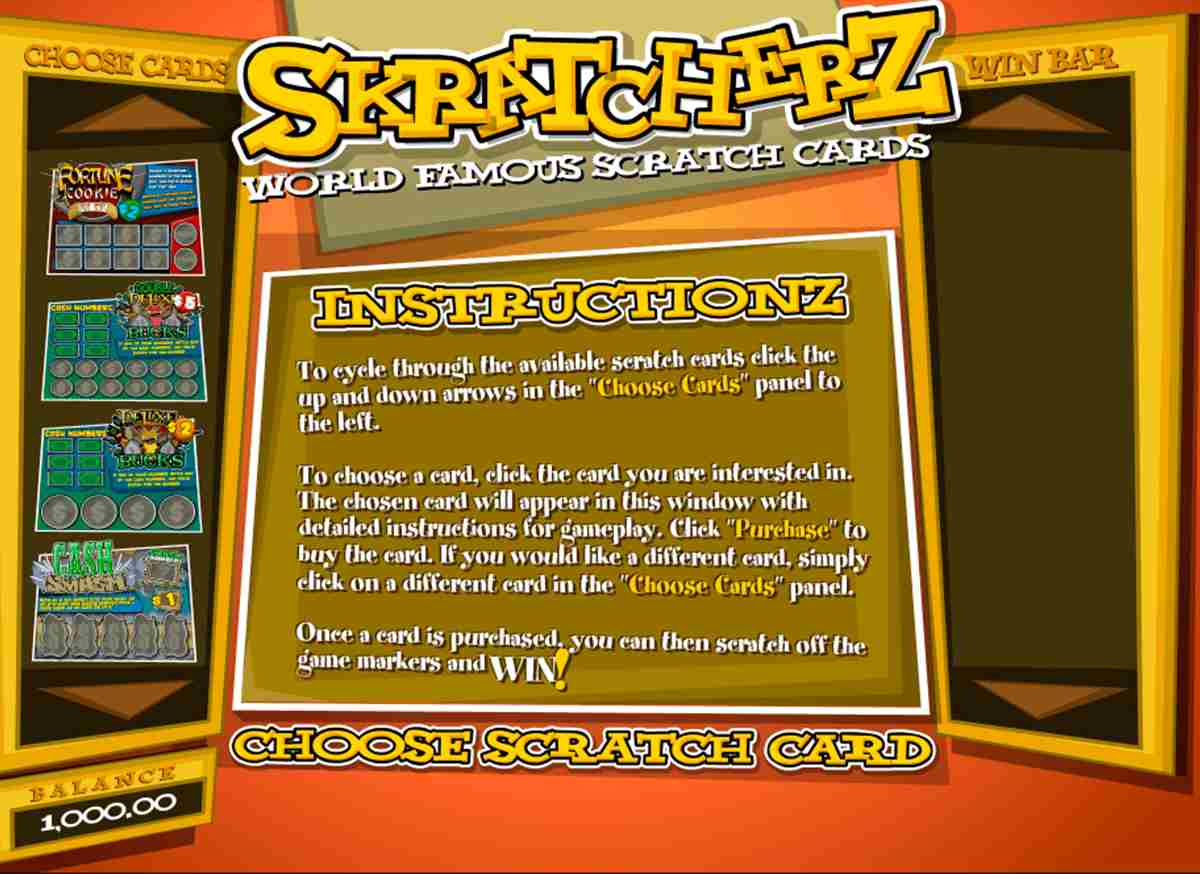 SKRATCHERZ
WORLD FAMOUS SCRATCH CARDS
CHOOSE CARDS
WIN BAR
FORTUNE
COOKIE
$2
DOUBLE
DELUXE
$5
CASH NUMBERS
BUCKS
DELUXE
$2
CASH NUMBERS
BUCKS
CASH
SMASH
$1
INSTRUCTIONZ
To cycle through the available scratch cards click the
up and down arrows in the "Choose Cards" panel to
the left.
To choose a card, click the card you are interested in.
The chosen card will appear in this window with
detailed instructions for gameplay. Click "Purchase" to
buy the card. If you would like a different card, simply
click on a different card in the "Choose Cards" panel.
Once a card is purchased, you can then scratch off the
game markers and WIN!
CHOOSE SCRATCH CARD
BALANCE
1,000.00